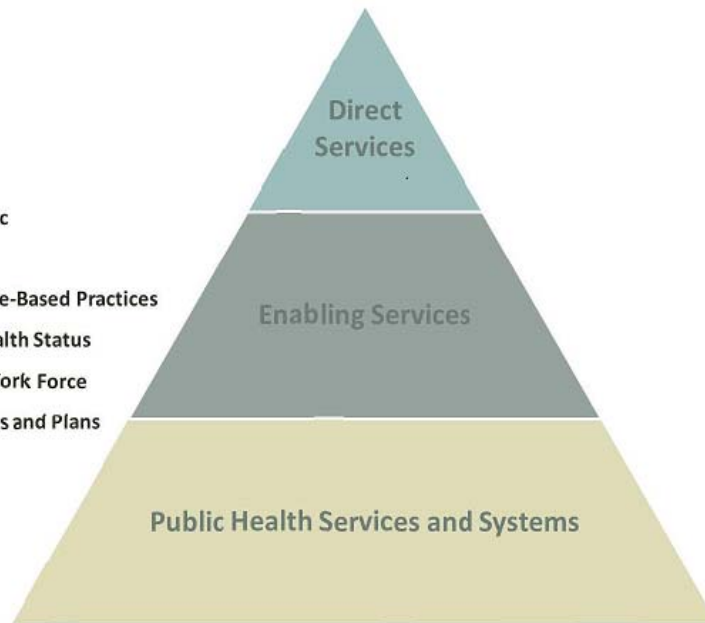 Direct
Services
c
e-Based Practices
alth Status
ork Force
s and Plans
Enabling Services
Public Health Services and Systems